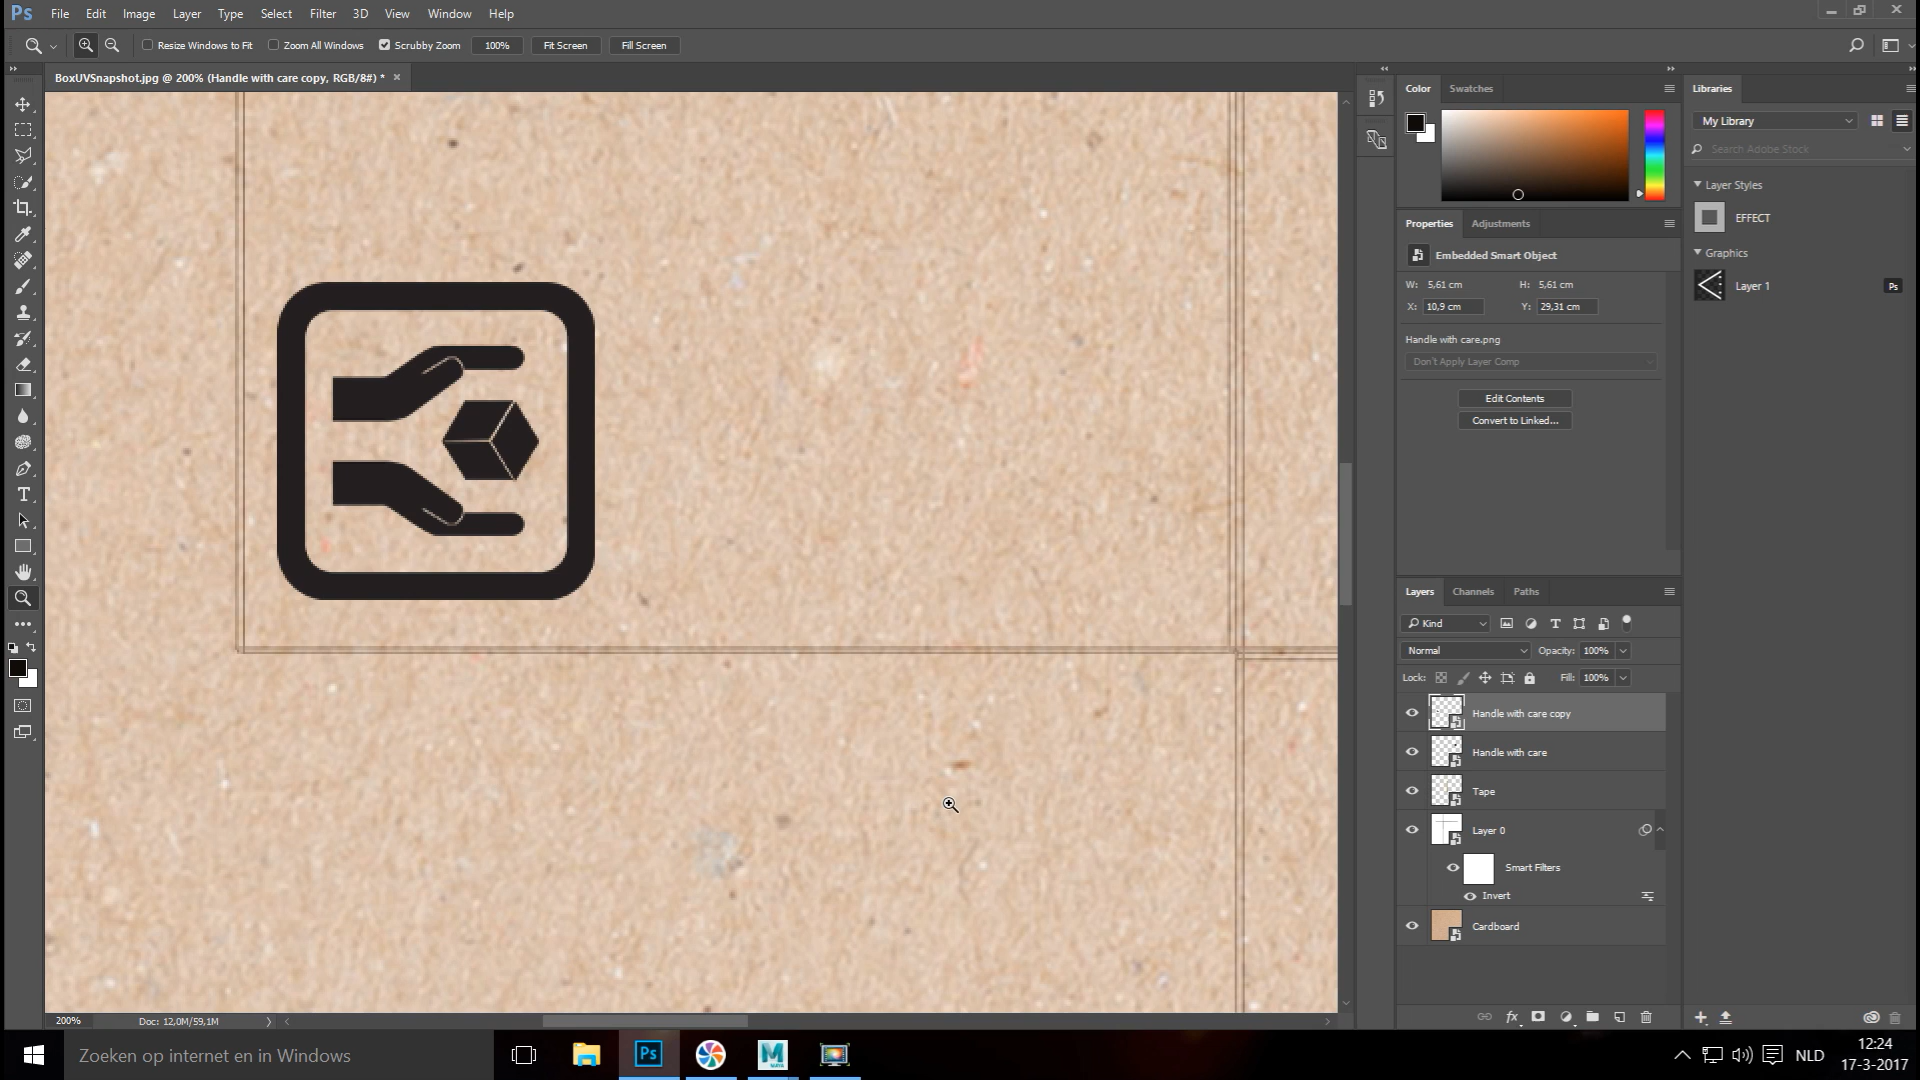 Ps File Edit Image Layer Type Select Filter 3D View Window Help
Resize Windows to Fit Zoom All Windows Scrubby Zoom 100% Fit Screen Fill Screen
BoxUVSnapshot.jpg @ 200% (Handle with care copy, RGB/8#) *
Color Swatches
Libraries
My Library
Search Adobe Stock
Layer Styles
EFFECT
Graphics
Layer 1
Ps
Properties Adjustments
Embedded Smart Object
W: 5,61 cm H: 5,61 cm
X: 10,9 cm Y: 29,31 cm
Handle with care.png
Don't Apply Layer Comp
Edit Contents
Convert to Linked...
Layers Channels Paths
Kind
Normal Opacity: 100%
Lock: Fill: 100%
Handle with care copy
Handle with care
Tape
Layer 0
Smart Filters
Invert
Cardboard
fx
200% Doc: 12,0M/59,1M
Zoeken op internet en in Windows
Ps
M
MAYA
NLD
12:24
17-3-2017